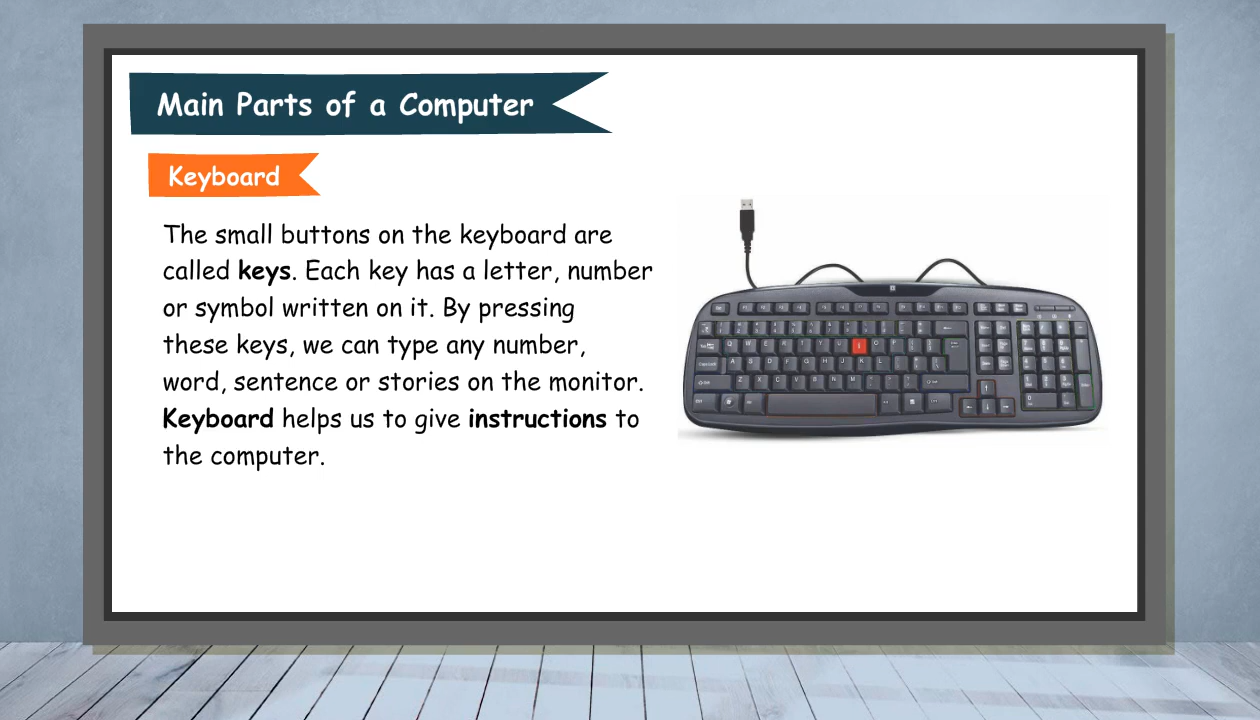 Main Parts of a Computer
Keyboard
The small buttons on the keyboard are
called keys. Each key has a letter, number
or symbol written on it. By pressing
these keys, we can type any number,
word, sentence or stories on the monitor.
Keyboard helps us to give instructions to
the computer.
Q W E R T Y U i O P
A S D F G H J K L
Z X C V B N M